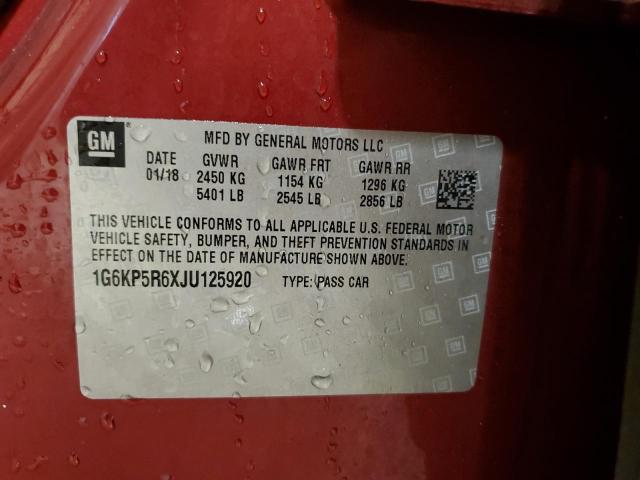 GM MFD BY GENERAL MOTORS LLC
DATE GVWR GAWR FRT GAWR RR
01/18 2450 KG 1154 KG 1296 KG
5401 LB 2545 LB 2856 LB
THIS VEHICLE CONFORMS TO ALL APPLICABLE U.S. FEDERAL MOTOR
VEHICLE SAFETY, BUMPER, AND THEFT PREVENTION STANDARDS IN
EFFECT ON THE DATE OF MANUFACTURE SHOWN ABOVE.
1G6KP5R6XJU125920 TYPE: PASS CAR